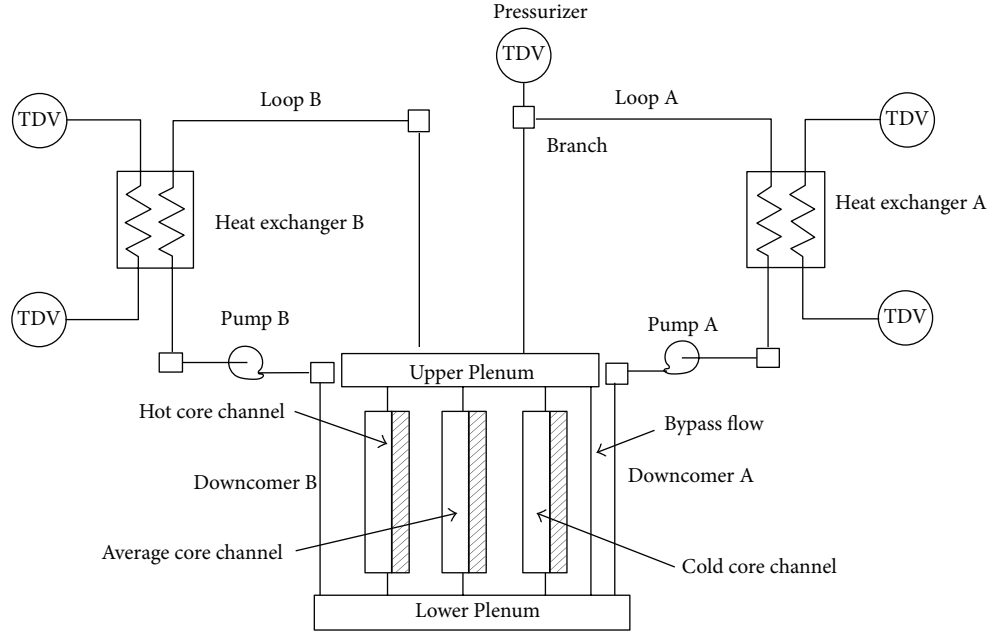 Pressurizer
TDV
Loop B
Loop A
TDV
TDV
Branch
Heat exchanger B
Heat exchanger A
TDV
TDV
Pump B
Pump A
Upper Plenum
Hot core channel
Bypass flow
Downcomer B
Downcomer A
Average core channel
Cold core channel
Lower Plenum